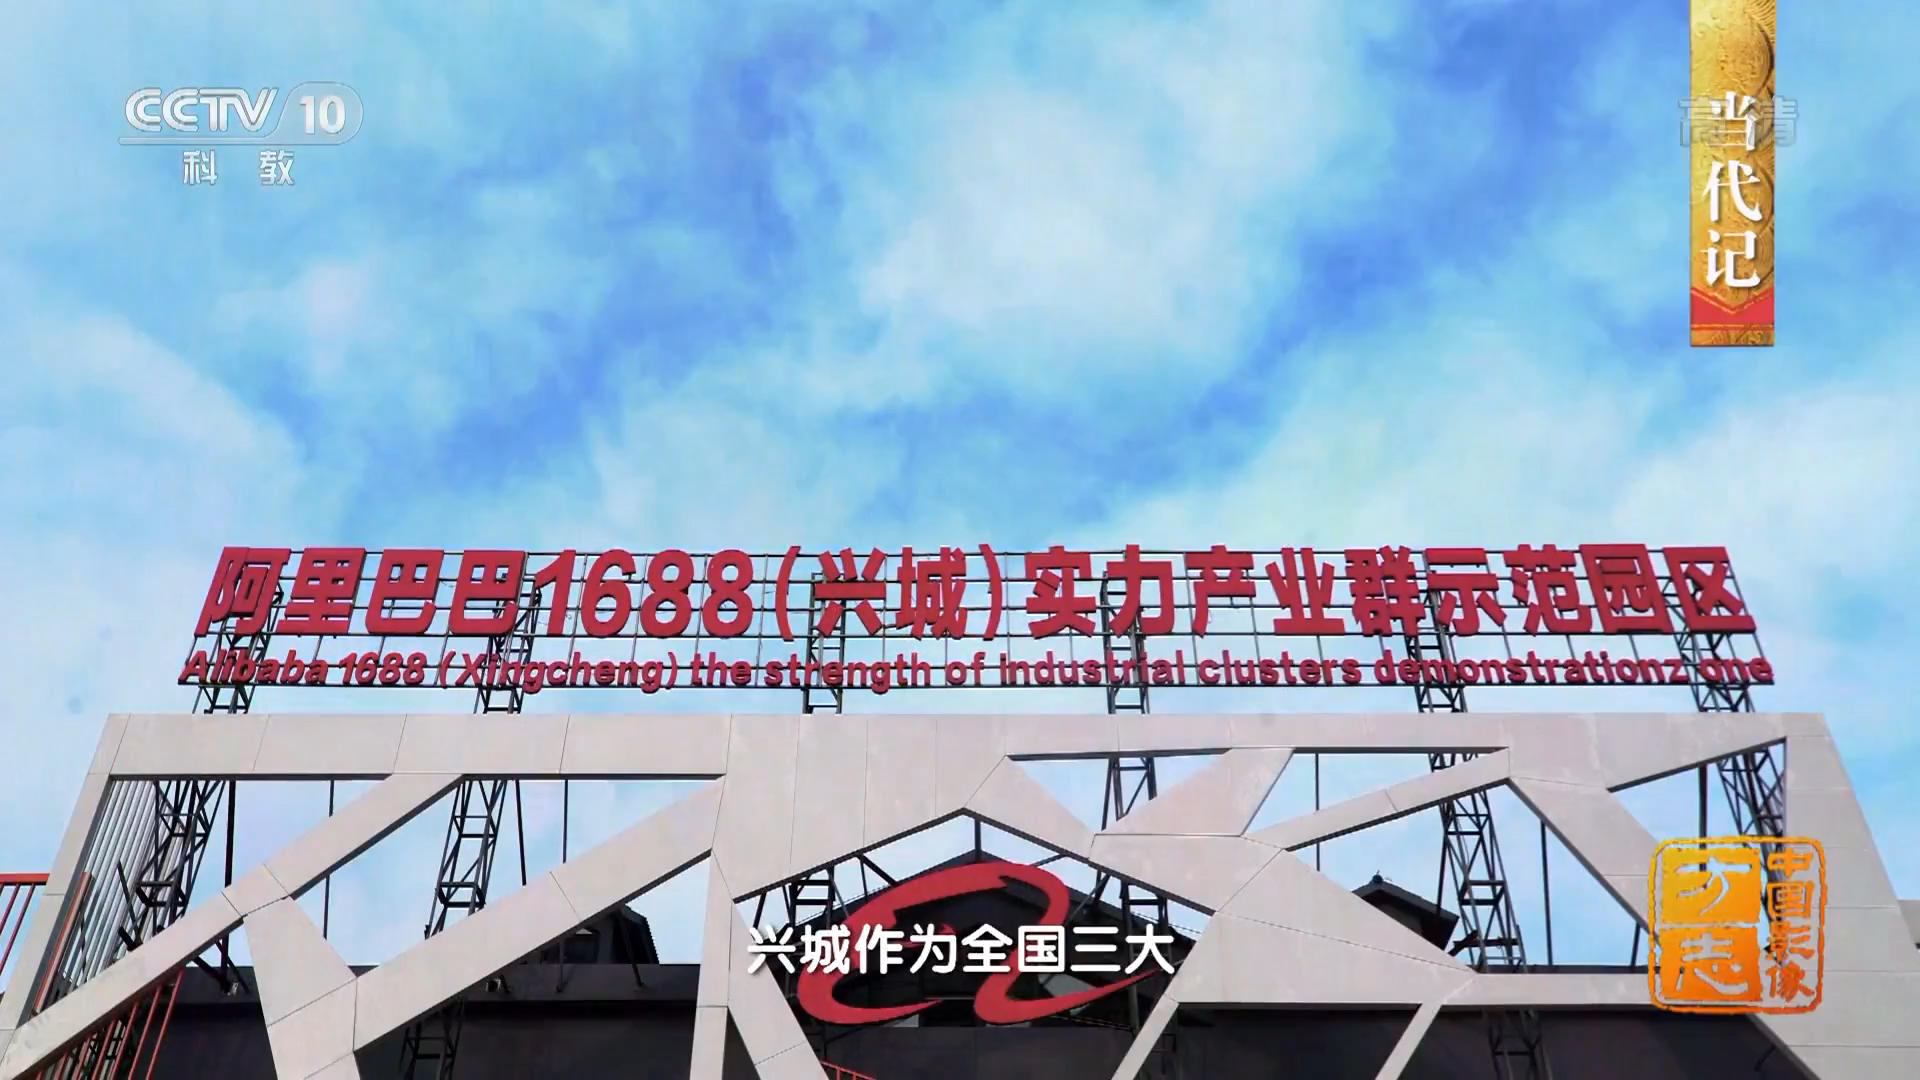 CCTV 10
科 教
高清
当代记
阿里巴巴1688(兴城)实力产业群示范园区
Alibaba 1688 (Xingcheng) the strength of industrial clusters demonstrationz one
兴城作为全国三大
方志
中国影像